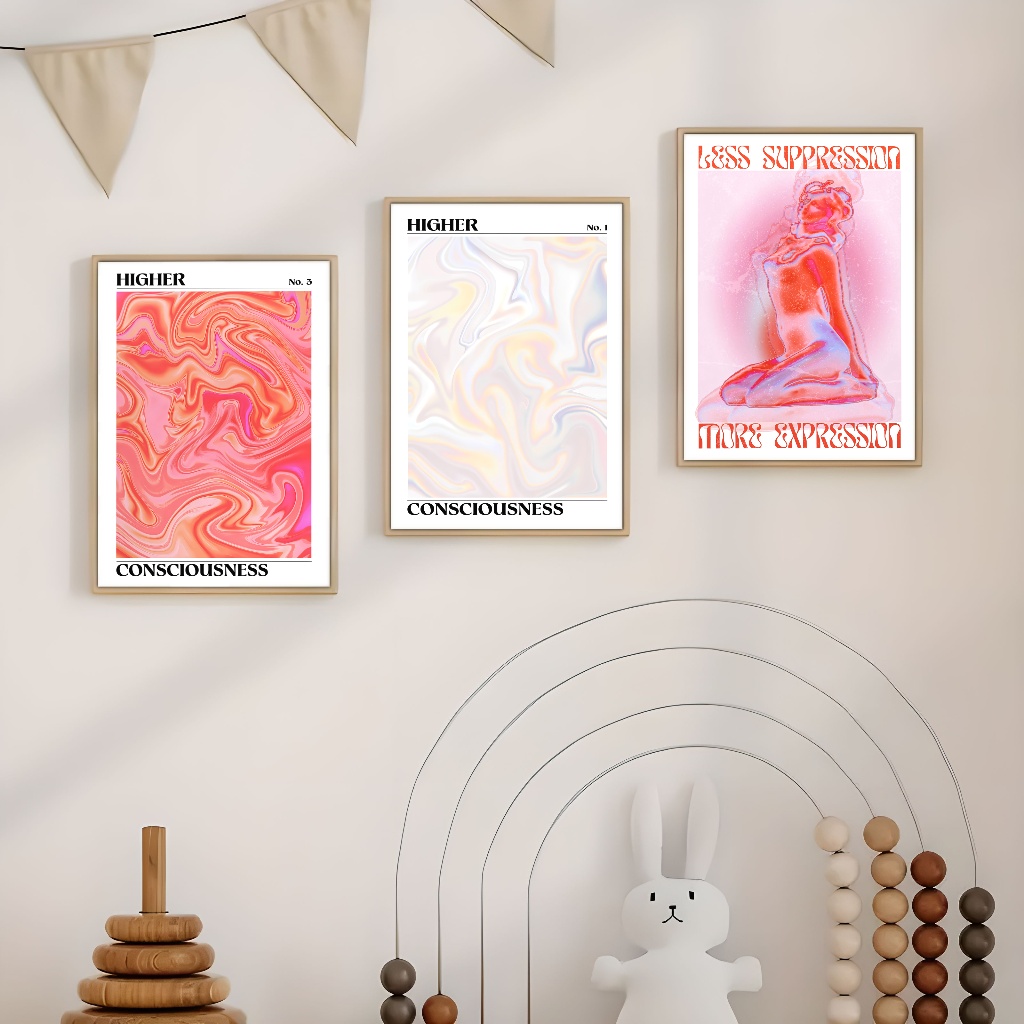 HIGHER
No. 3
CONSCIOUSNESS
HIGHER
No. 1
CONSCIOUSNESS
LESS SUPPRESSION
MORE EXPRESSION